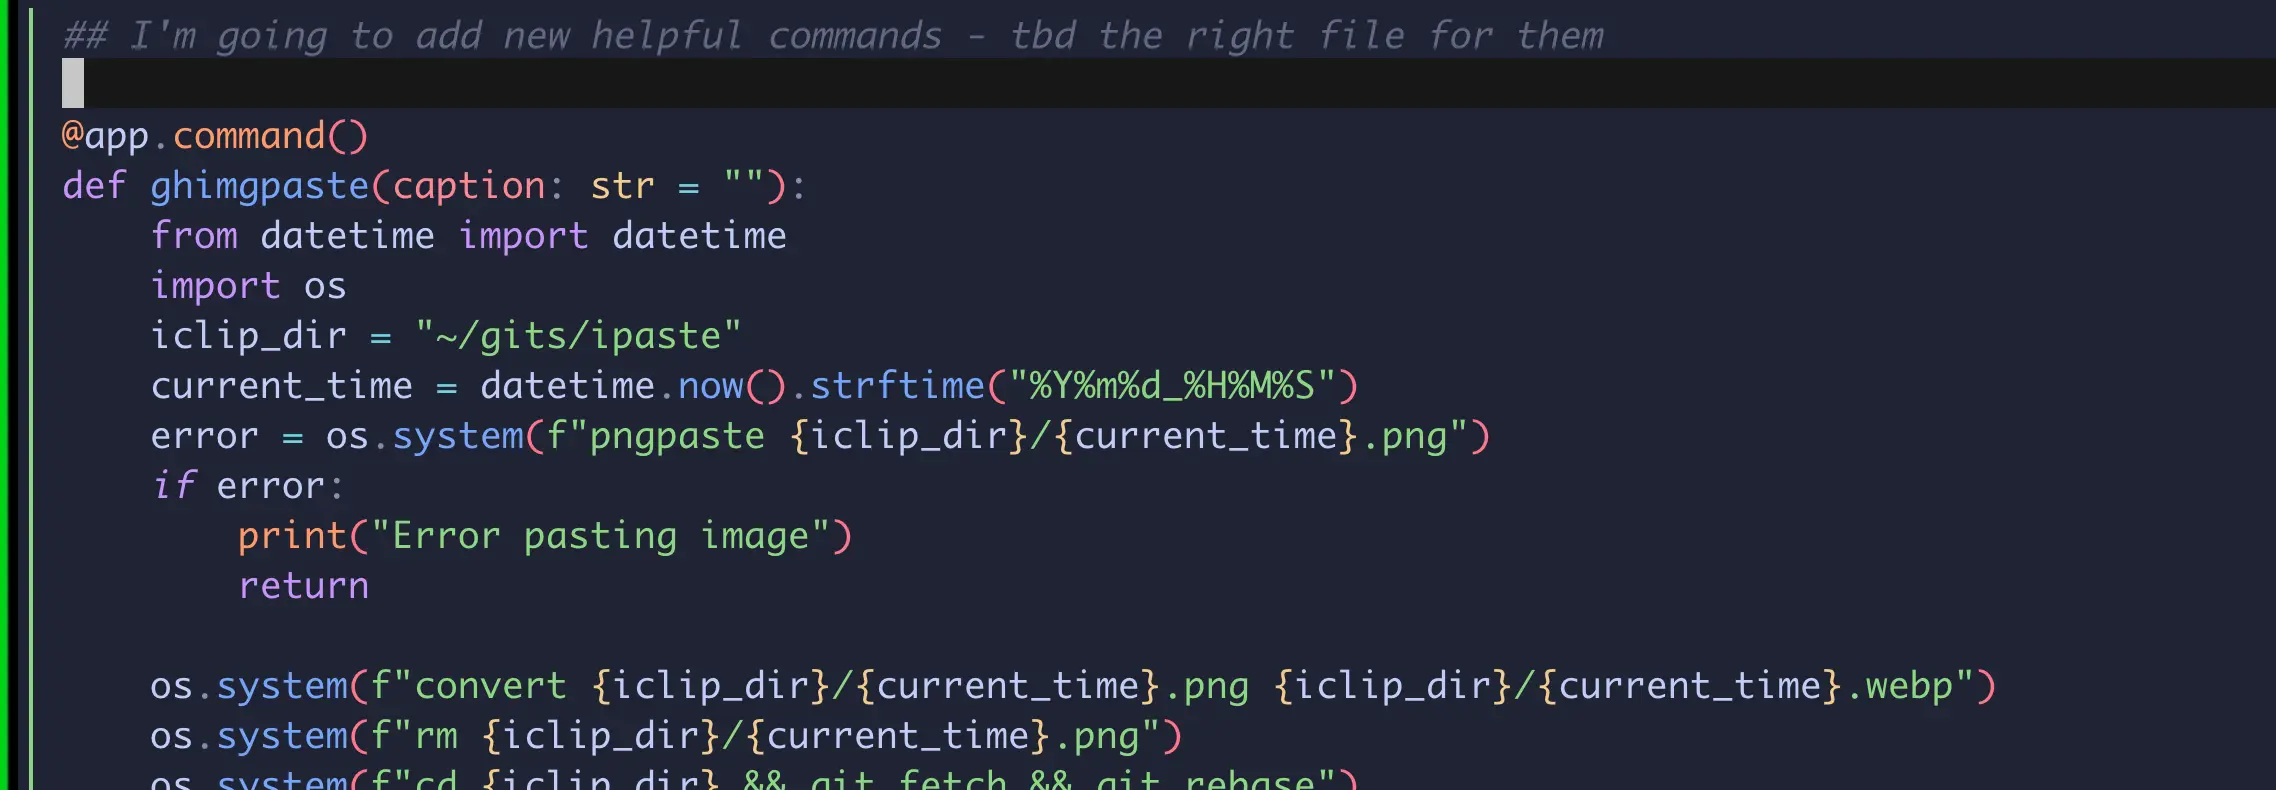 ## I'm going to add new helpful commands - tbd the right file for them
@app.command()
def ghimgpaste(caption: str = ""):
    from datetime import datetime
    import os
    iclip_dir = "~/gits/ipaste"
    current_time = datetime.now().strftime("%Y%m%d_%H%M%S")
    error = os.system(f"pngpaste {iclip_dir}/{current_time}.png")
    if error:
        print("Error pasting image")
        return
    os.system(f"convert {iclip_dir}/{current_time}.png {iclip_dir}/{current_time}.webp")
    os.system(f"rm {iclip_dir}/{current_time}.png")
    os.system(f"cd {iclip_dir} && git fetch && git rebase")